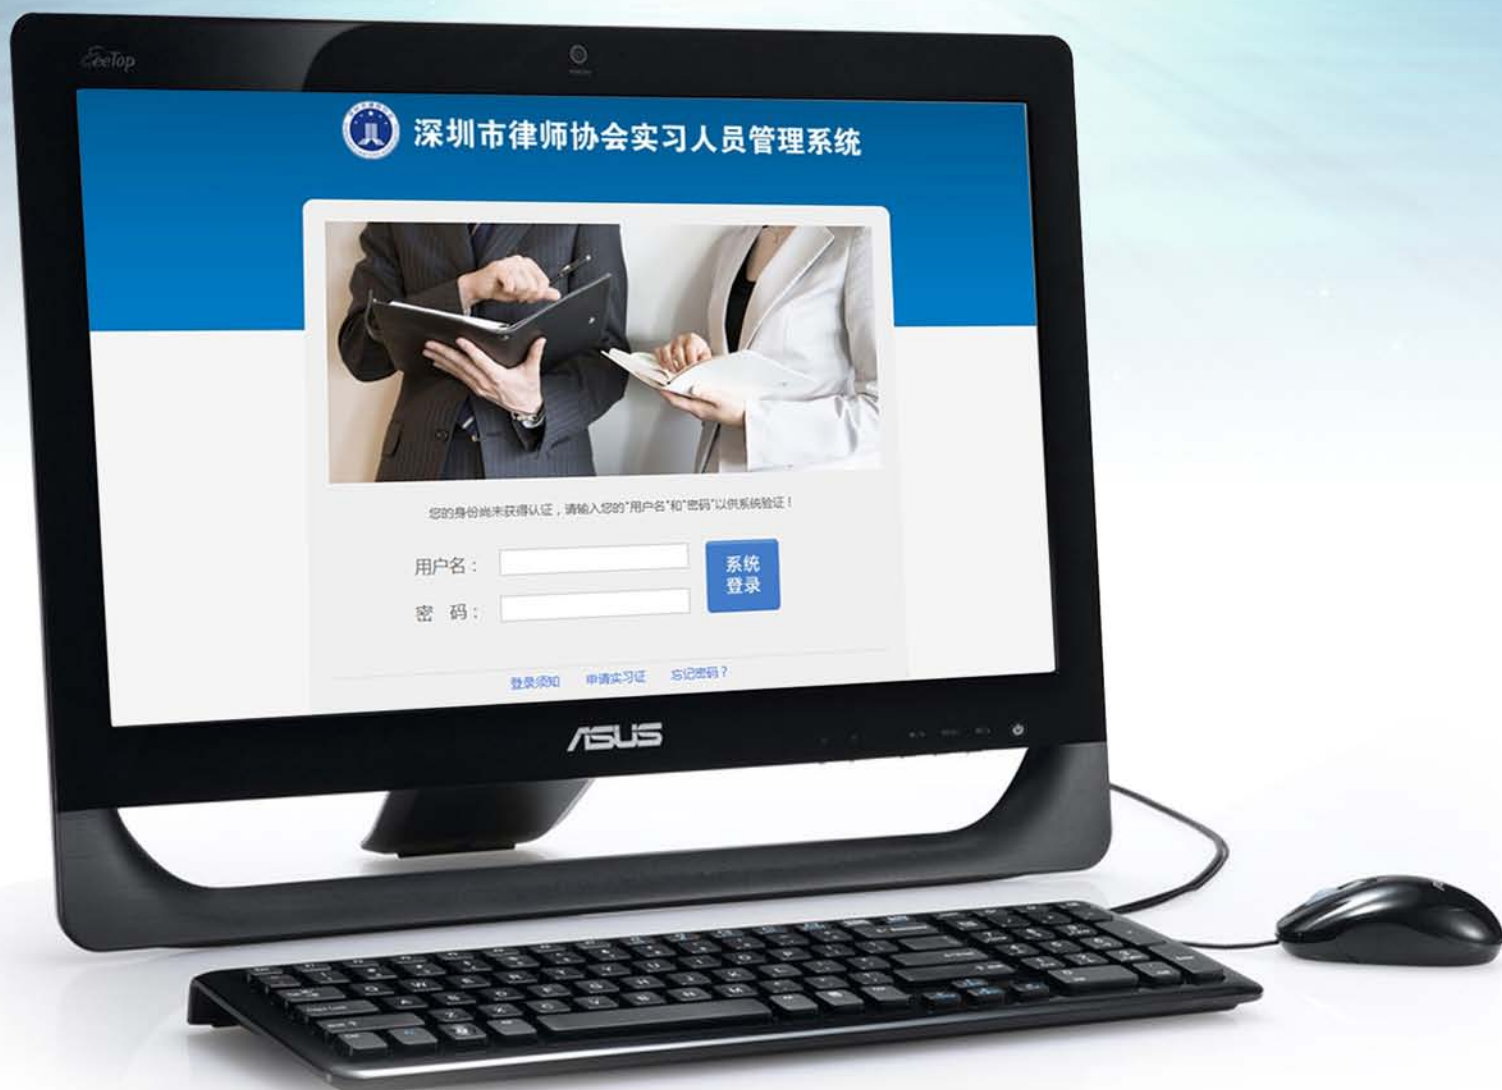 EeeTop
深圳市律师协会实习人员管理系统
您的身份尚未获得认证，请输入您的"用户名"和"密码"以供系统验证！
用户名：
系统
登录
密 码：
登录须知 申请实习证 忘记密码？
ASUS